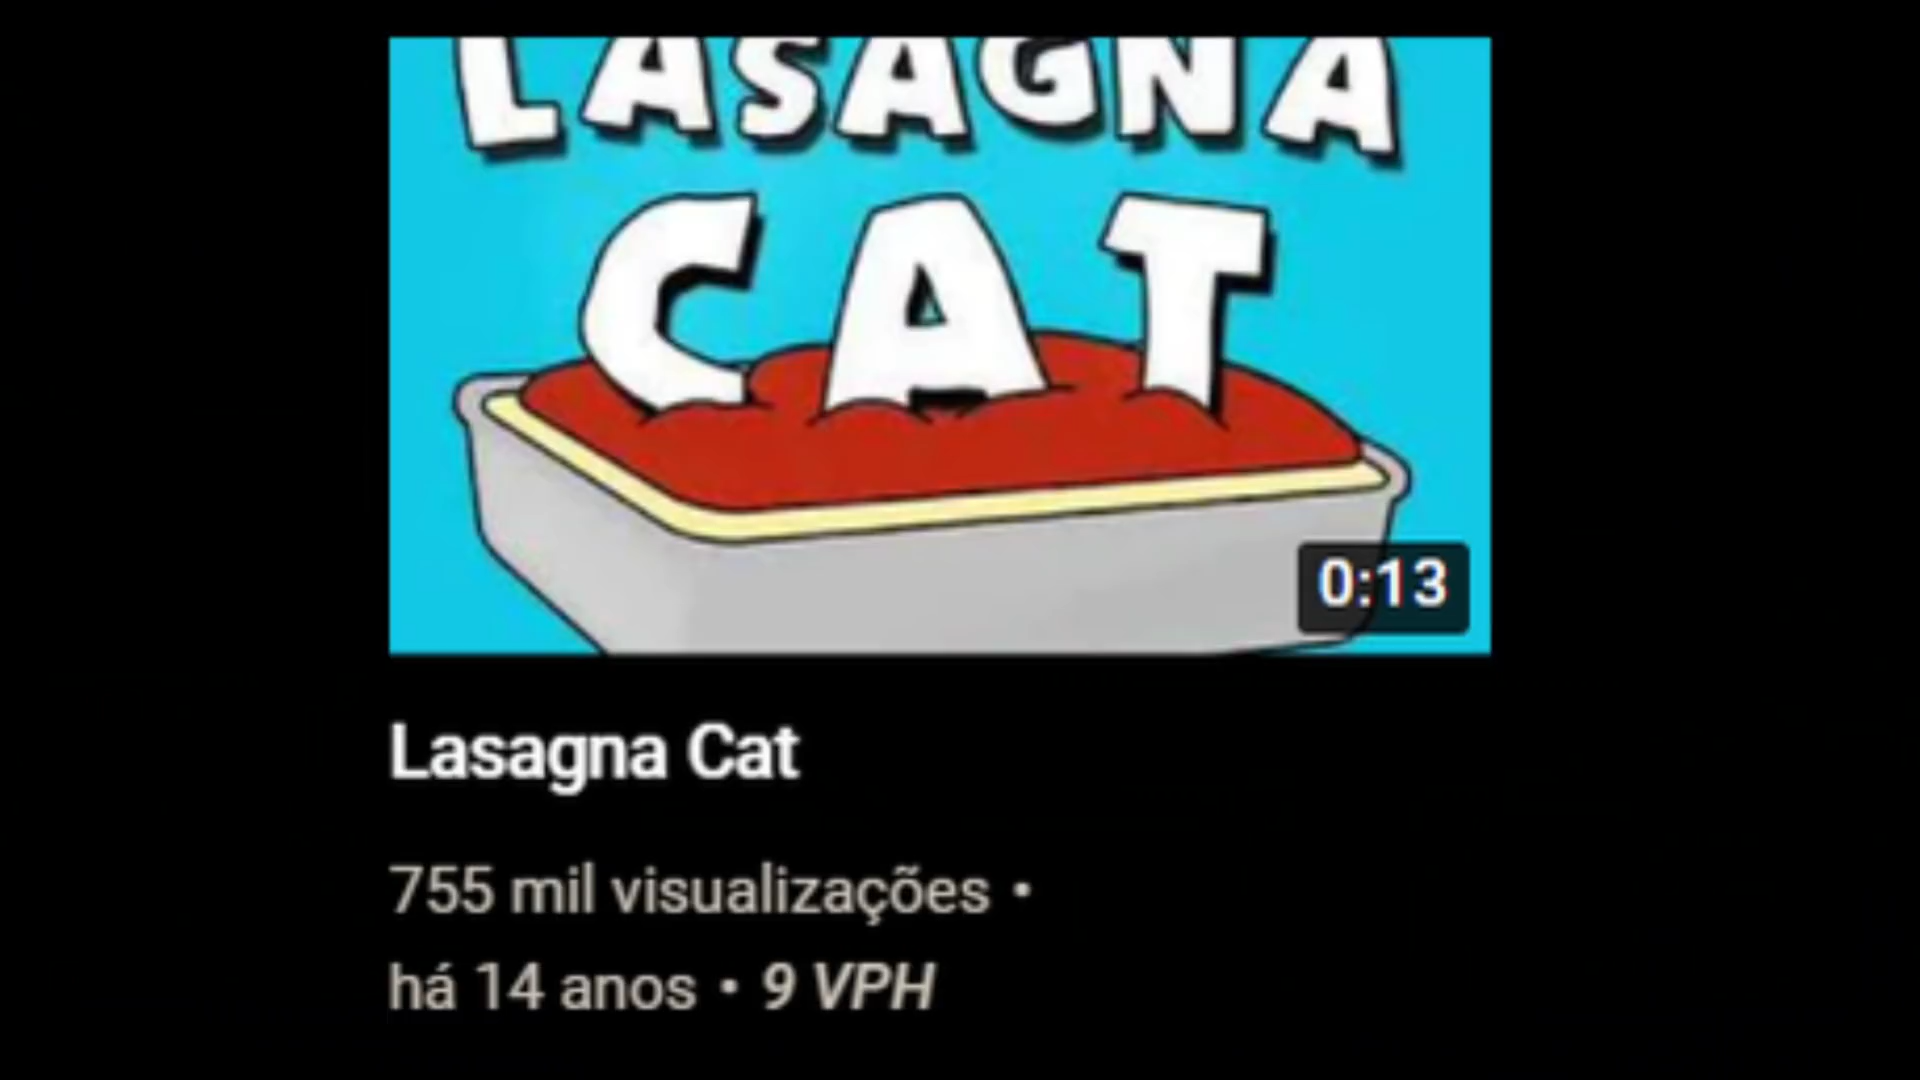 LASAGNA
CAT
0:13
Lasagna Cat
755 mil visualizações •
há 14 anos • 9 VPH